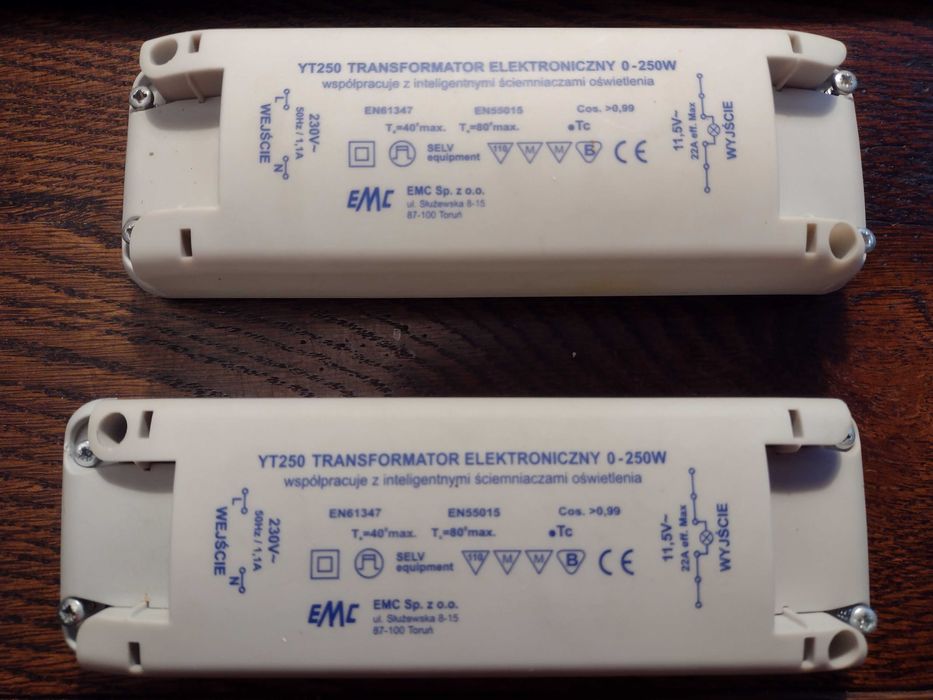 YT250 TRANSFORMATOR ELEKTRONICZNY 0-250W
współpracuje z inteligentnymi ściemniaczami oświetlenia
EN61347 EN55015 Cos. >0,99
Tₐ=40°max. T꜀=80°max. •Tc
L N
230V~
50Hz / 1,1A
WEJŚCIE
SELV
equipment
110 M M B CE
11,5V~
22A eff. Max
WYJŚCIE
EMC
EMC Sp. z o.o.
ul. Służewska 8-15
87-100 Toruń
YT250 TRANSFORMATOR ELEKTRONICZNY 0-250W
współpracuje z inteligentnymi ściemniaczami oświetlenia
EN61347 EN55015 Cos. >0,99
Tₐ=40°max. T꜀=80°max. •Tc
L N
230V~
50Hz / 1,1A
WEJŚCIE
SELV
equipment
110 M M B CE
11,5V~
22A eff. Max
WYJŚCIE
EMC
EMC Sp. z o.o.
ul. Służewska 8-15
87-100 Toruń